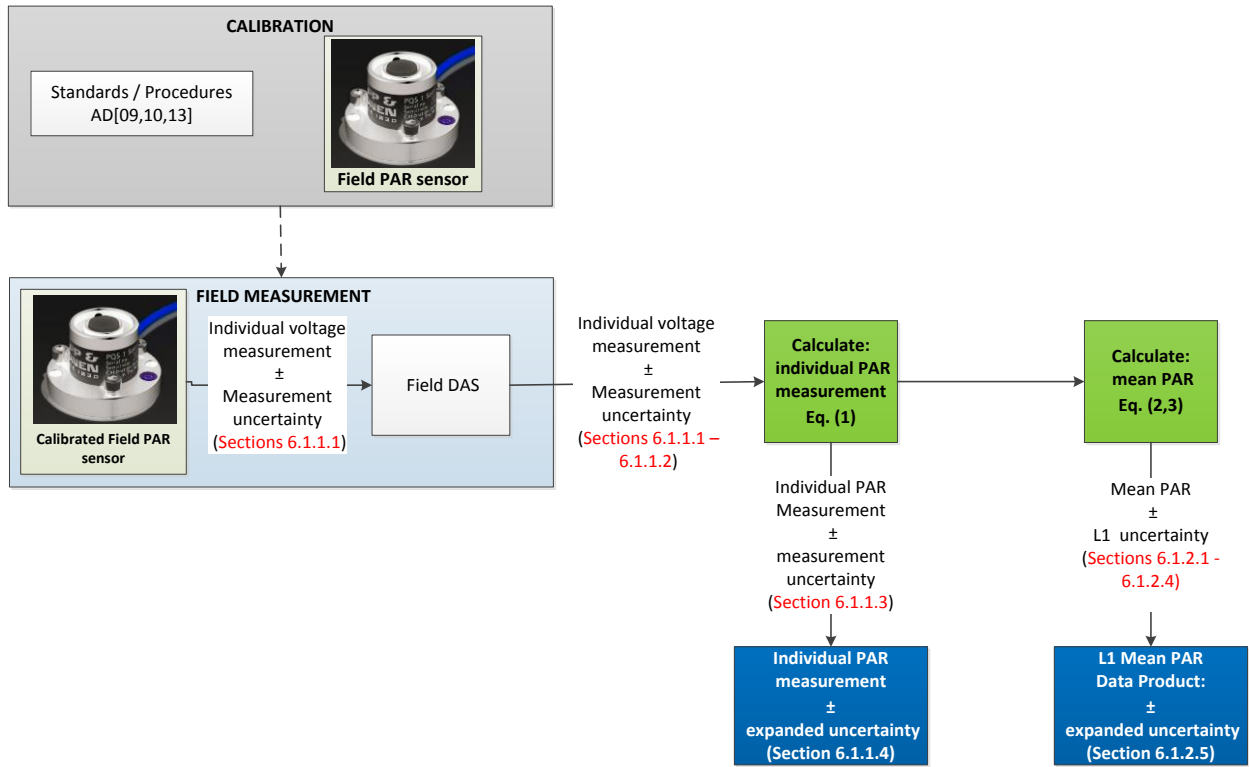 CALIBRATION
Standards / Procedures
AD[09,10,13]
P &
NEN
PQS 1
Field PAR sensor
FIELD MEASUREMENT
P &
NEN
Calibrated Field PAR
sensor
Individual voltage
measurement
±
Measurement
uncertainty
(Sections 6.1.1.1)
Field DAS
Individual voltage
measurement
±
Measurement
uncertainty
(Sections 6.1.1.1 –
6.1.1.2)
Calculate:
individual PAR
measurement
Eq. (1)
Calculate:
mean PAR
Eq. (2,3)
Individual PAR
Measurement
±
measurement
uncertainty
(Section 6.1.1.3)
Mean PAR
±
L1 uncertainty
(Sections 6.1.2.1 -
6.1.2.4)
Individual PAR
measurement
±
expanded uncertainty
(Section 6.1.1.4)
L1 Mean PAR
Data Product:
±
expanded uncertainty
(Section 6.1.2.5)